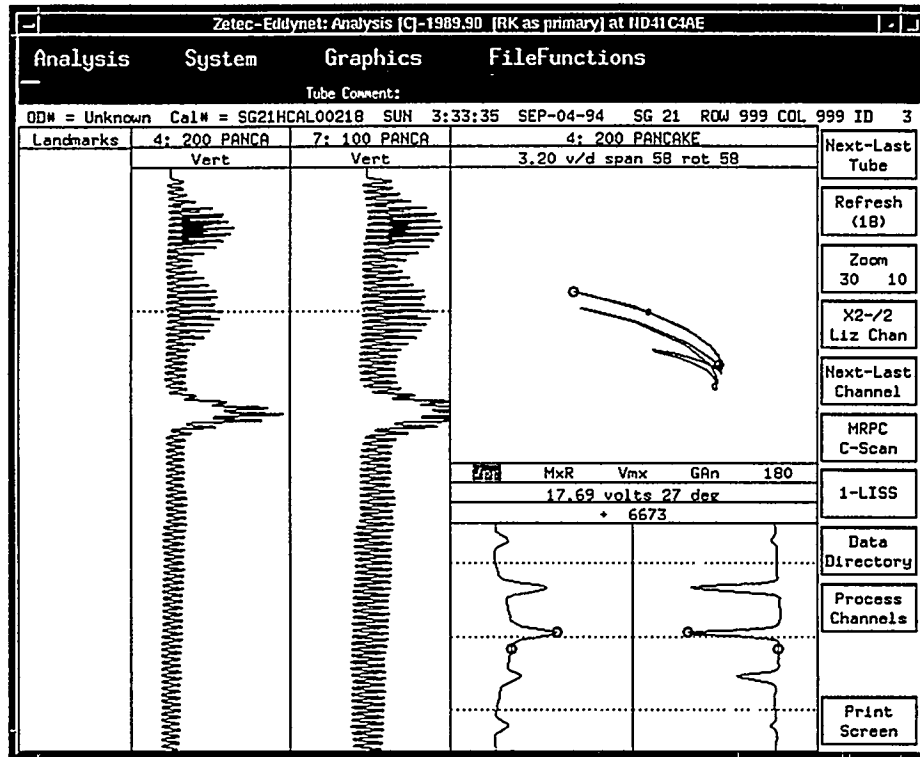 Zetec-Eddynet: Analysis [C]-1989.90 [RK as primary] at ND41C4AE
Analysis System Graphics FileFunctions
Tube Comment:
OD# = Unknown Cal# = SG21HCAL00218 SUN 3:33:35 SEP-04-94 SG 21 ROW 999 COL 999 ID 3
Landmarks 4: 200 PANCA 7: 100 PANCA 4: 200 PANCAKE
Vert Vert 3.20 v/d span 58 rot 58
Next-Last
Tube
Refresh
(18)
Zoom
30 10
X2-/2
Liz Chan
Next-Last
Channel
MRPC
C-Scan
Vpp MxR Vmx GAn 180
17.69 volts 27 deg
+ 6673
1-LISS
Data
Directory
Process
Channels
Print
Screen